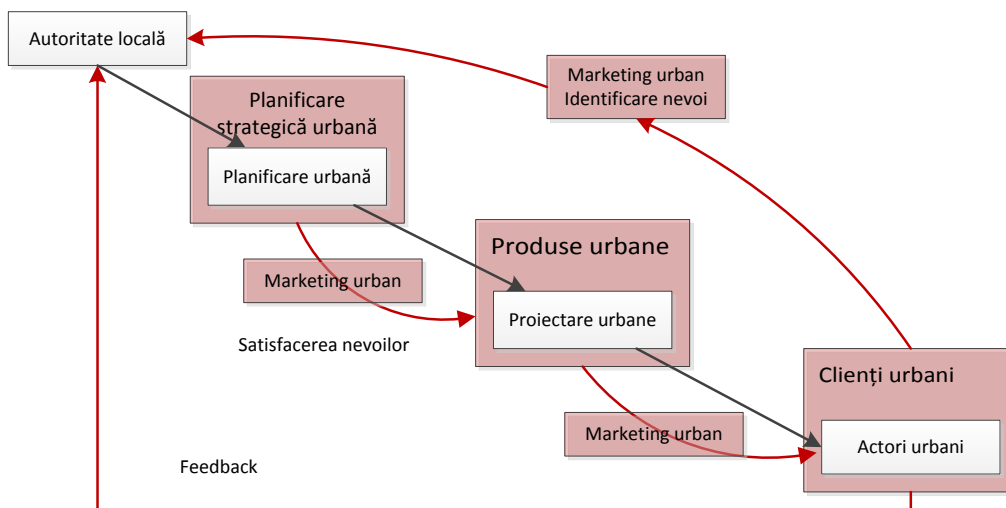 Autoritate locală
Marketing urban
Identificare nevoi
Planificare
strategică urbană
Planificare urbană
Produse urbane
Marketing urban
Proiectare urbane
Satisfacerea nevoilor
Clienți urbani
Marketing urban
Actori urbani
Feedback